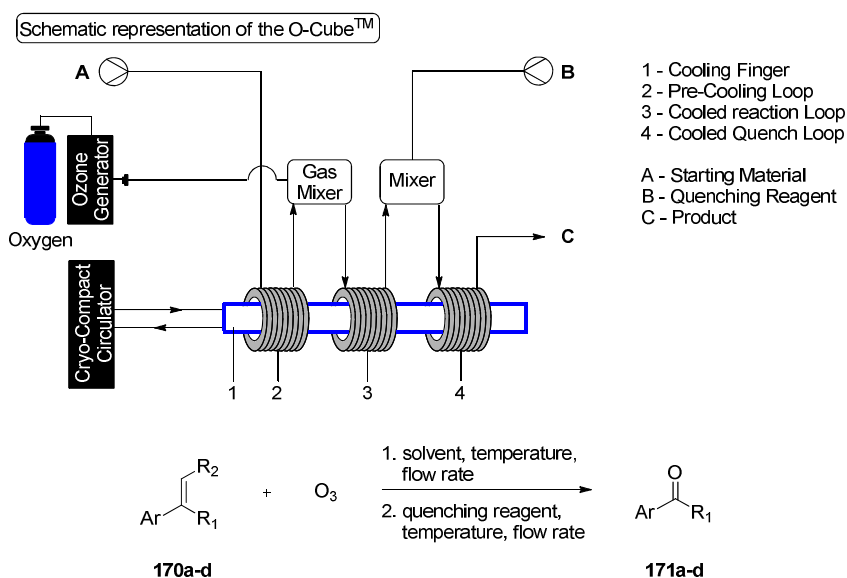 Schematic representation of the O-Cube™
A
B
1 - Cooling Finger
2 - Pre-Cooling Loop
3 - Cooled reaction Loop
4 - Cooled Quench Loop
A - Starting Material
B - Quenching Reagent
C - Product
Ozone
Generator
Oxygen
Gas
Mixer
Mixer
C
Cryo-Compact
Circulator
1
2
3
4
R2
Ar
R1
+
O3
1. solvent, temperature,
flow rate
2. quenching reagent,
temperature, flow rate
O
Ar
R1
170a-d
171a-d